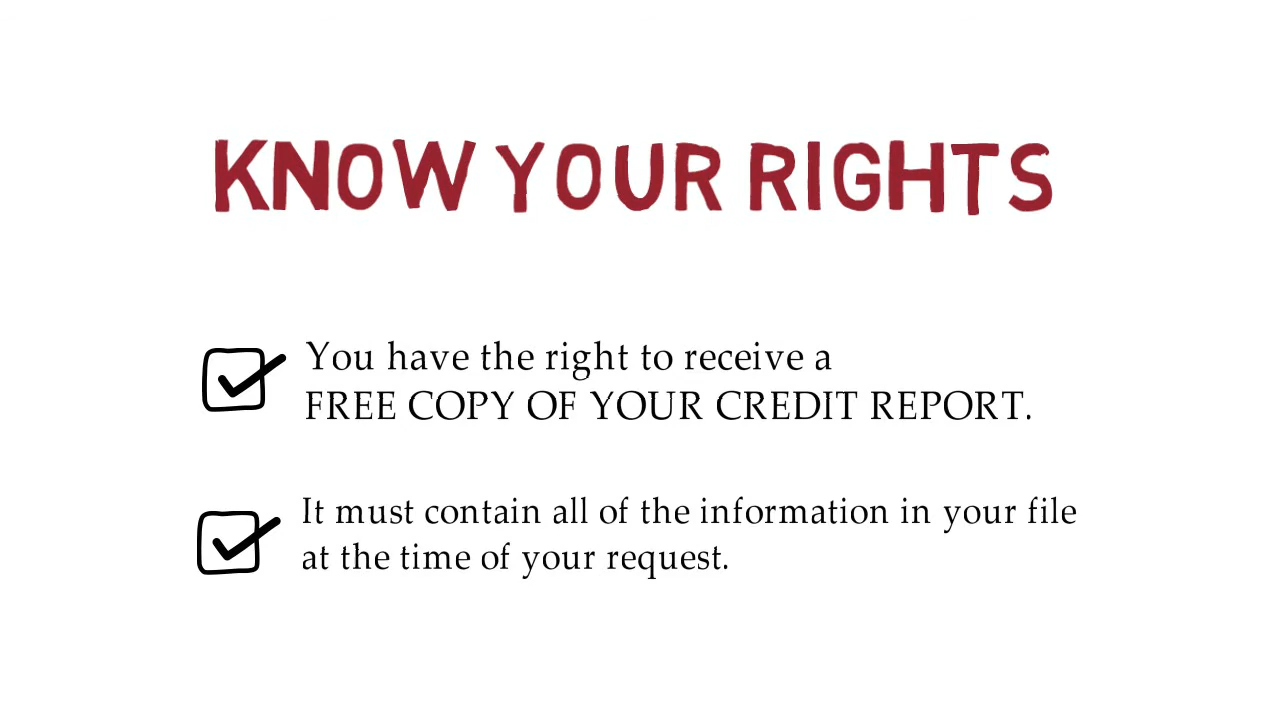 KNOW YOUR RIGHTS
You have the right to receive a
FREE COPY OF YOUR CREDIT REPORT.
It must contain all of the information in your file
at the time of your request.